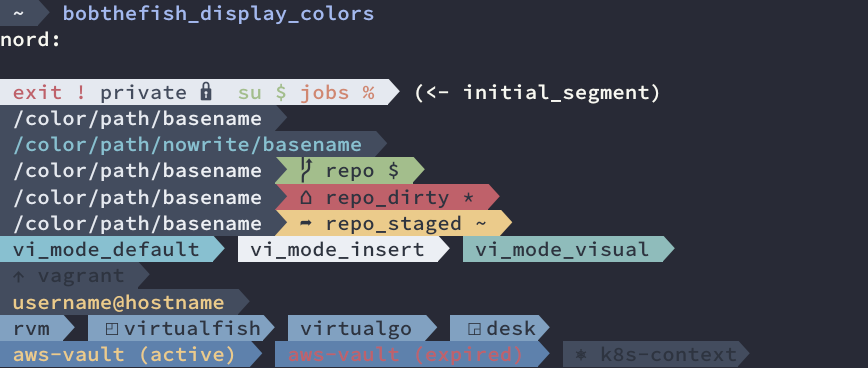 ~ bobthefish_display_colors
nord:
exit ! private su $ jobs % (<- initial_segment)
/color/path/basename
/color/path/nowrite/basename
/color/path/basename repo $
/color/path/basename repo_dirty *
/color/path/basename ➦ repo_staged ~
vi_mode_default vi_mode_insert vi_mode_visual
↑ vagrant
username@hostname
rvm ◰ virtualfish virtualgo ◲ desk
aws-vault (active) aws-vault (expired) ⎈ k8s-context